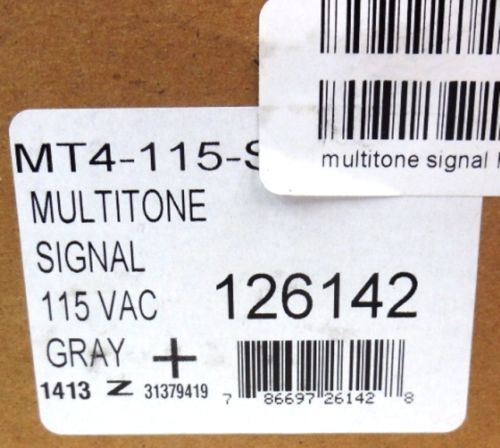 multitone signal
MT4-115-S
MULTITONE
SIGNAL
115 VAC
126142
GRAY +
1413 Z 31379419
7 86697 26142 8